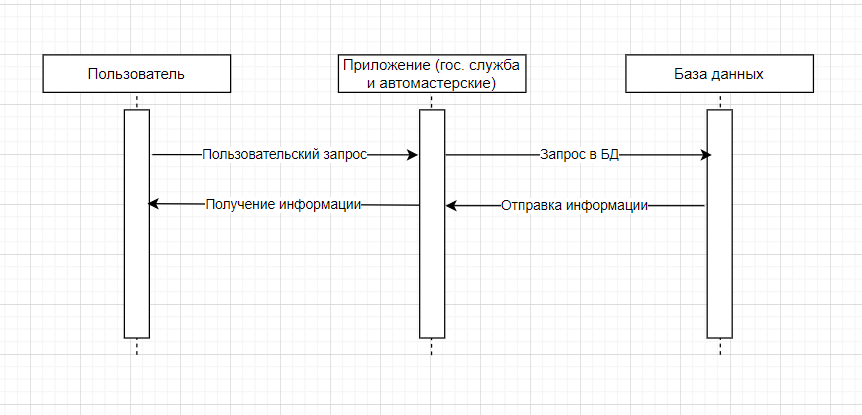 Пользователь
Приложение (гос. служба
и автомастерские)
База данных
Пользовательский запрос
Запрос в БД
Получение информации
Отправка информации